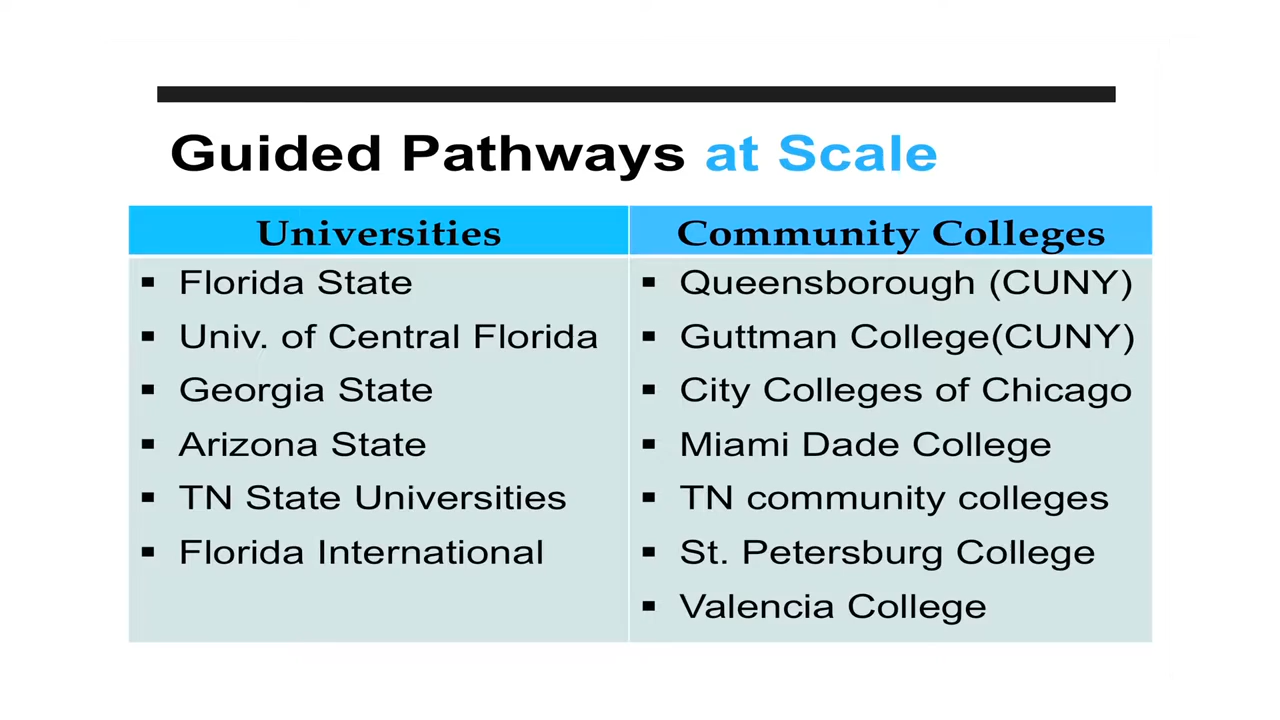 Guided Pathways at Scale
Universities
Florida State
Univ. of Central Florida
Georgia State
Arizona State
TN State Universities
Florida International
Community Colleges
Queensborough (CUNY)
Guttman College(CUNY)
City Colleges of Chicago
Miami Dade College
TN community colleges
St. Petersburg College
Valencia College